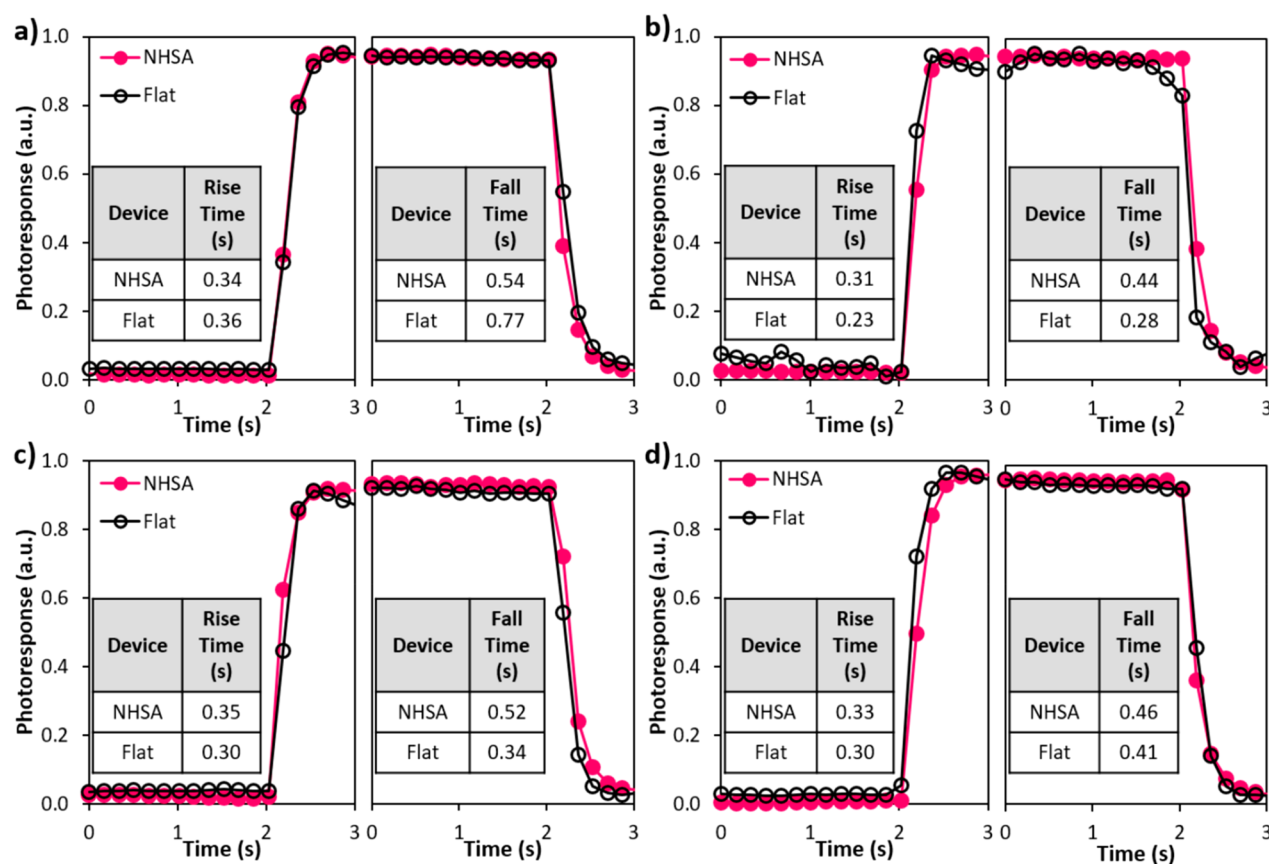 a)
Photoresponse (a.u.)
1.0
0.8
0.6
0.4
0.2
0.0
NHSA
Flat
Device Rise Time (s)
NHSA 0.34
Flat 0.36
Device Fall Time (s)
NHSA 0.54
Flat 0.77
0 1 2 3 0 1 2 3
Time (s) Time (s)
b)
Photoresponse (a.u.)
1.0
0.8
0.6
0.4
0.2
0.0
NHSA
Flat
Device Rise Time (s)
NHSA 0.31
Flat 0.23
Device Fall Time (s)
NHSA 0.44
Flat 0.28
0 1 2 3 0 1 2 3
Time (s) Time (s)
c)
Photoresponse (a.u.)
1.0
0.8
0.6
0.4
0.2
0.0
NHSA
Flat
Device Rise Time (s)
NHSA 0.35
Flat 0.30
Device Fall Time (s)
NHSA 0.52
Flat 0.34
0 1 2 3 0 1 2 3
Time (s) Time (s)
d)
Photoresponse (a.u.)
1.0
0.8
0.6
0.4
0.2
0.0
NHSA
Flat
Device Rise Time (s)
NHSA 0.33
Flat 0.30
Device Fall Time (s)
NHSA 0.46
Flat 0.41
0 1 2 3 0 1 2 3
Time (s) Time (s)